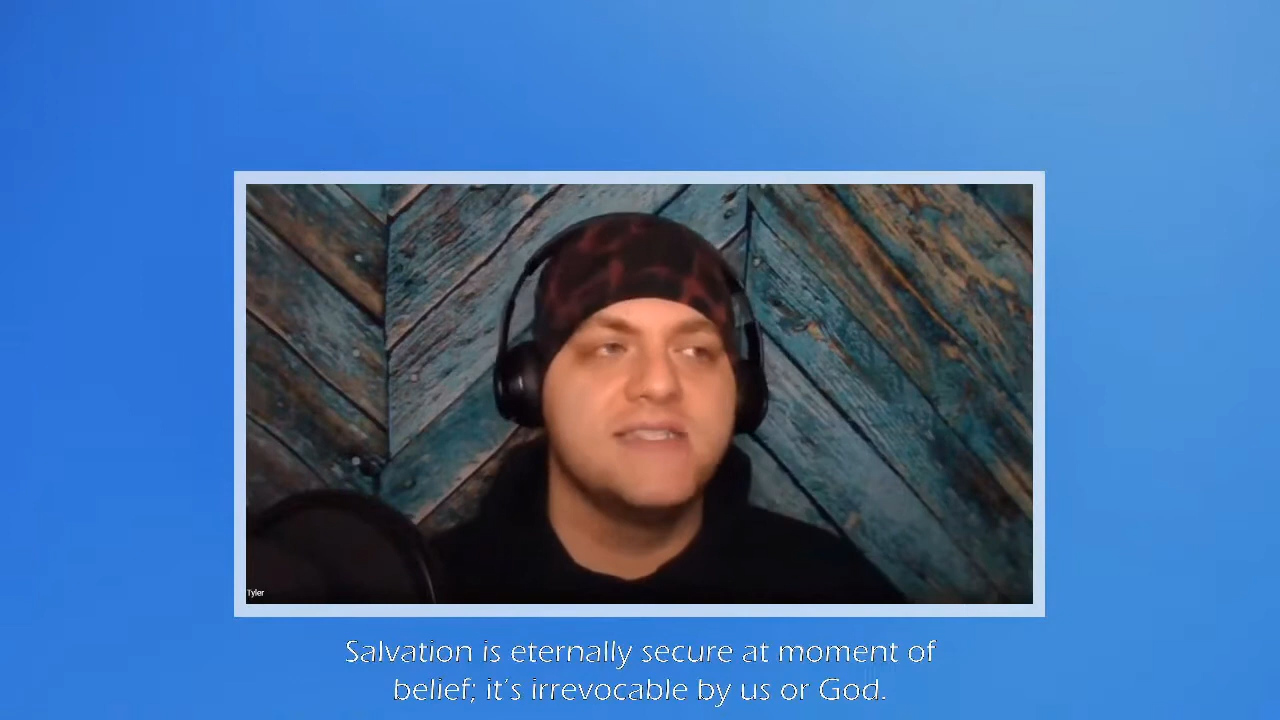 Tyler
Salvation is eternally secure at moment of
belief; it's irrevocable by us or God.